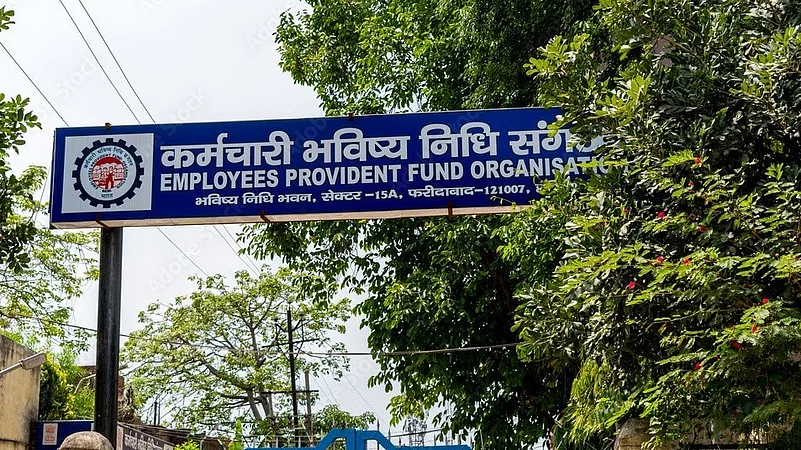 कर्मचारी भविष्य निधि
EMPLOYEES PROVIDENT FUND
भविष्य निधि भवन, सेक्टर -15A, फरीदाबाद-121007,